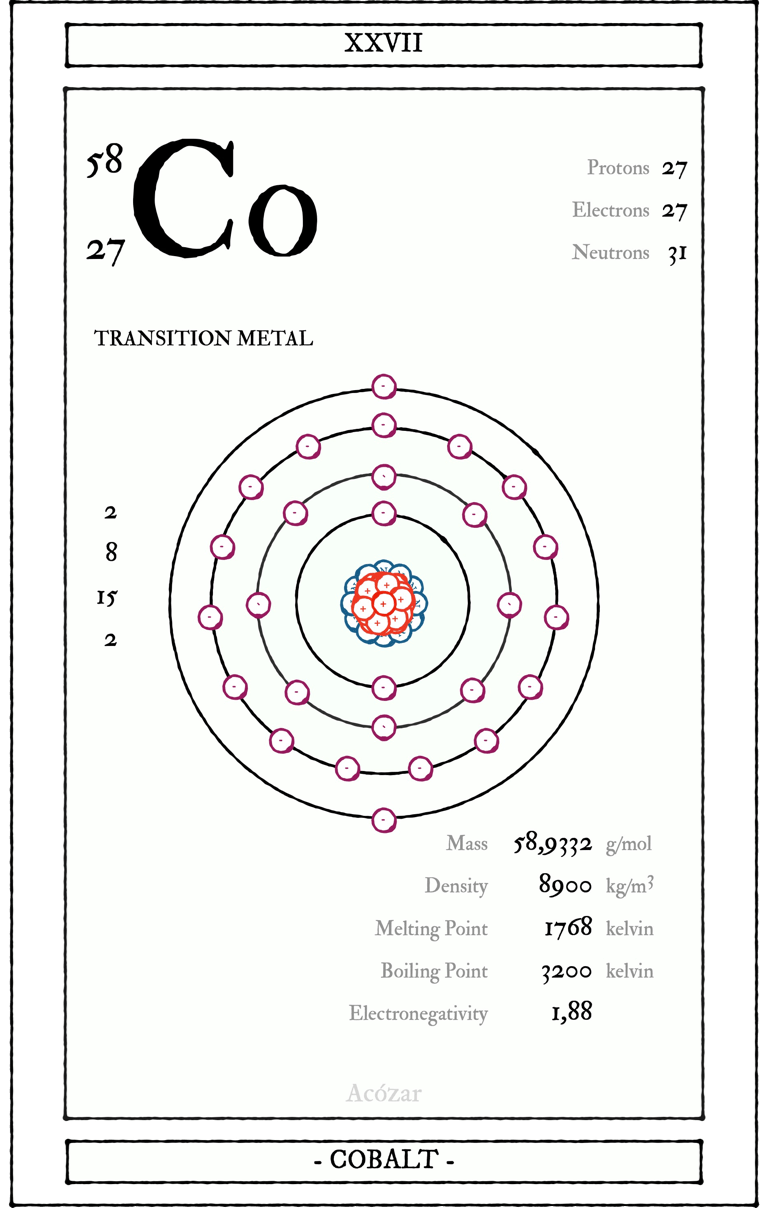 XXVII
58
Co
27
Protons 27
Electrons 27
Neutrons 31
TRANSITION METAL
2
8
15
2
Mass 58,9332 g/mol
Density 8900 kg/m³
Melting Point 1768 kelvin
Boiling Point 3200 kelvin
Electronegativity 1,88
Acózar
- COBALT -